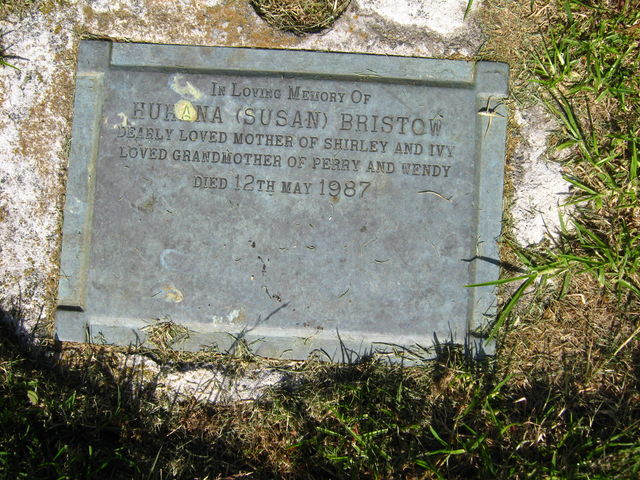 In Loving Memory Of
HUHANA (SUSAN) BRISTOW
DEARLY LOVED MOTHER OF SHIRLEY AND IVY
LOVED GRANDMOTHER OF PERRY AND WENDY
DIED 12TH MAY 1987